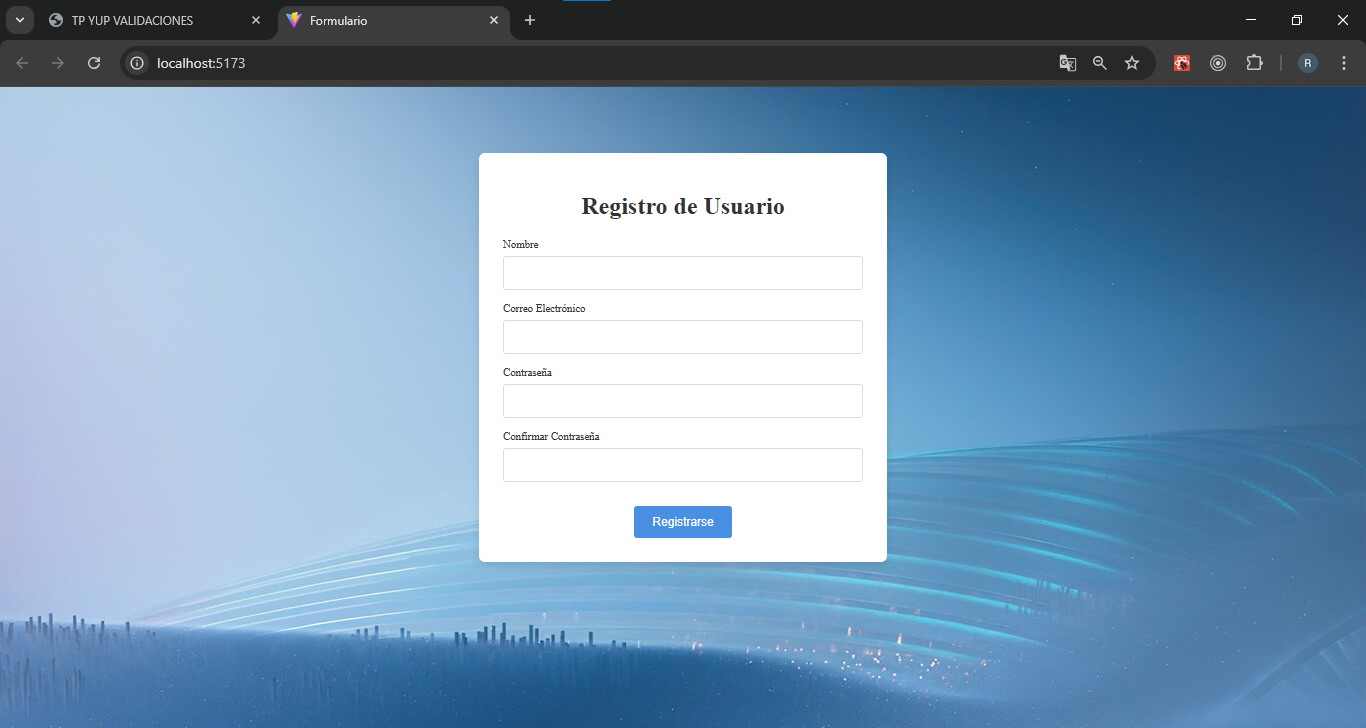 TP YUP VALIDACIONES
Formulario
localhost:5173
R
Registro de Usuario
Nombre
Correo Electrónico
Contraseña
Confirmar Contraseña
Registrarse